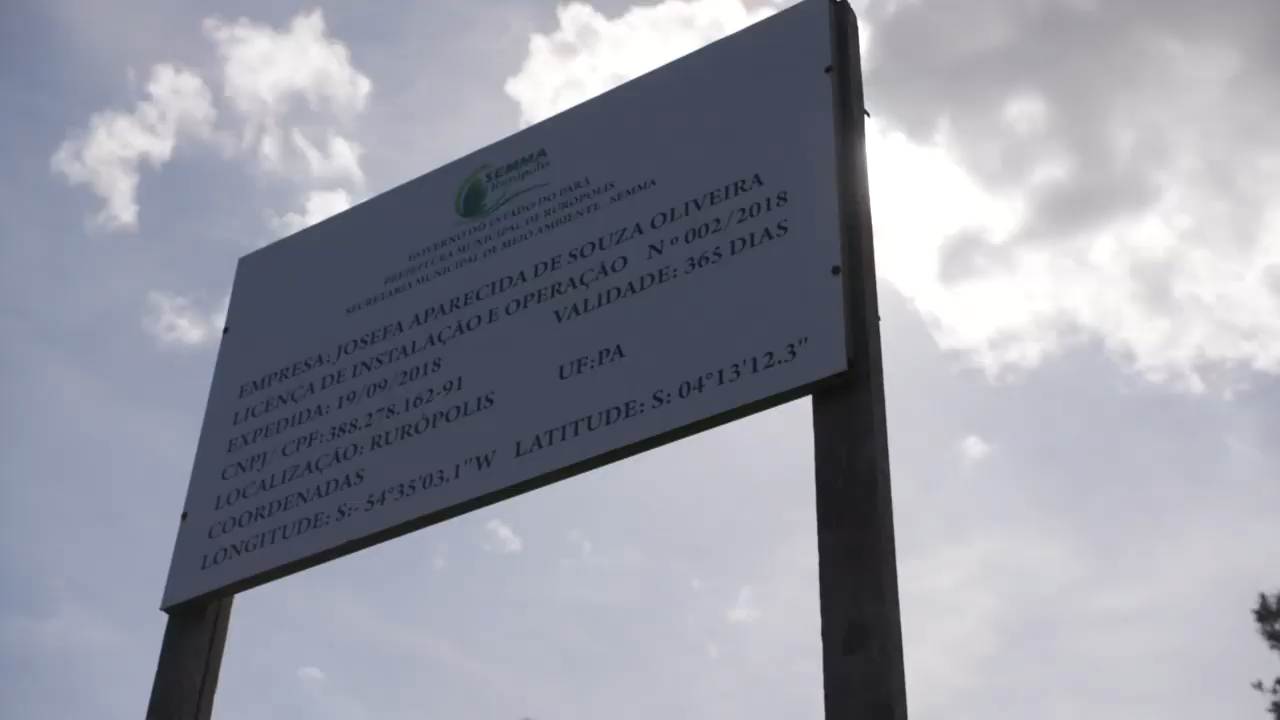 SEMMA
Rurópolis
GOVERNO DO ESTADO DO PARÁ
PREFEITURA MUNICIPAL DE RURÓPOLIS
SECRETARIA MUNICIPAL DE MEIO AMBIENTE - SEMMA
EMPRESA: JOSEFA APARECIDA DE SOUZA OLIVEIRA
LICENÇA DE INSTALAÇÃO E OPERAÇÃO Nº 002/2018
EXPEDIDA: 19/09/2018 VALIDADE: 365 DIAS
CNPJ / CPF:388.278.162-91
LOCALIZAÇÃO: RURÓPOLIS UF:PA
COORDENADAS
LONGITUDE: S:- 54°35'03.1"W LATITUDE: S: 04°13'12.3"